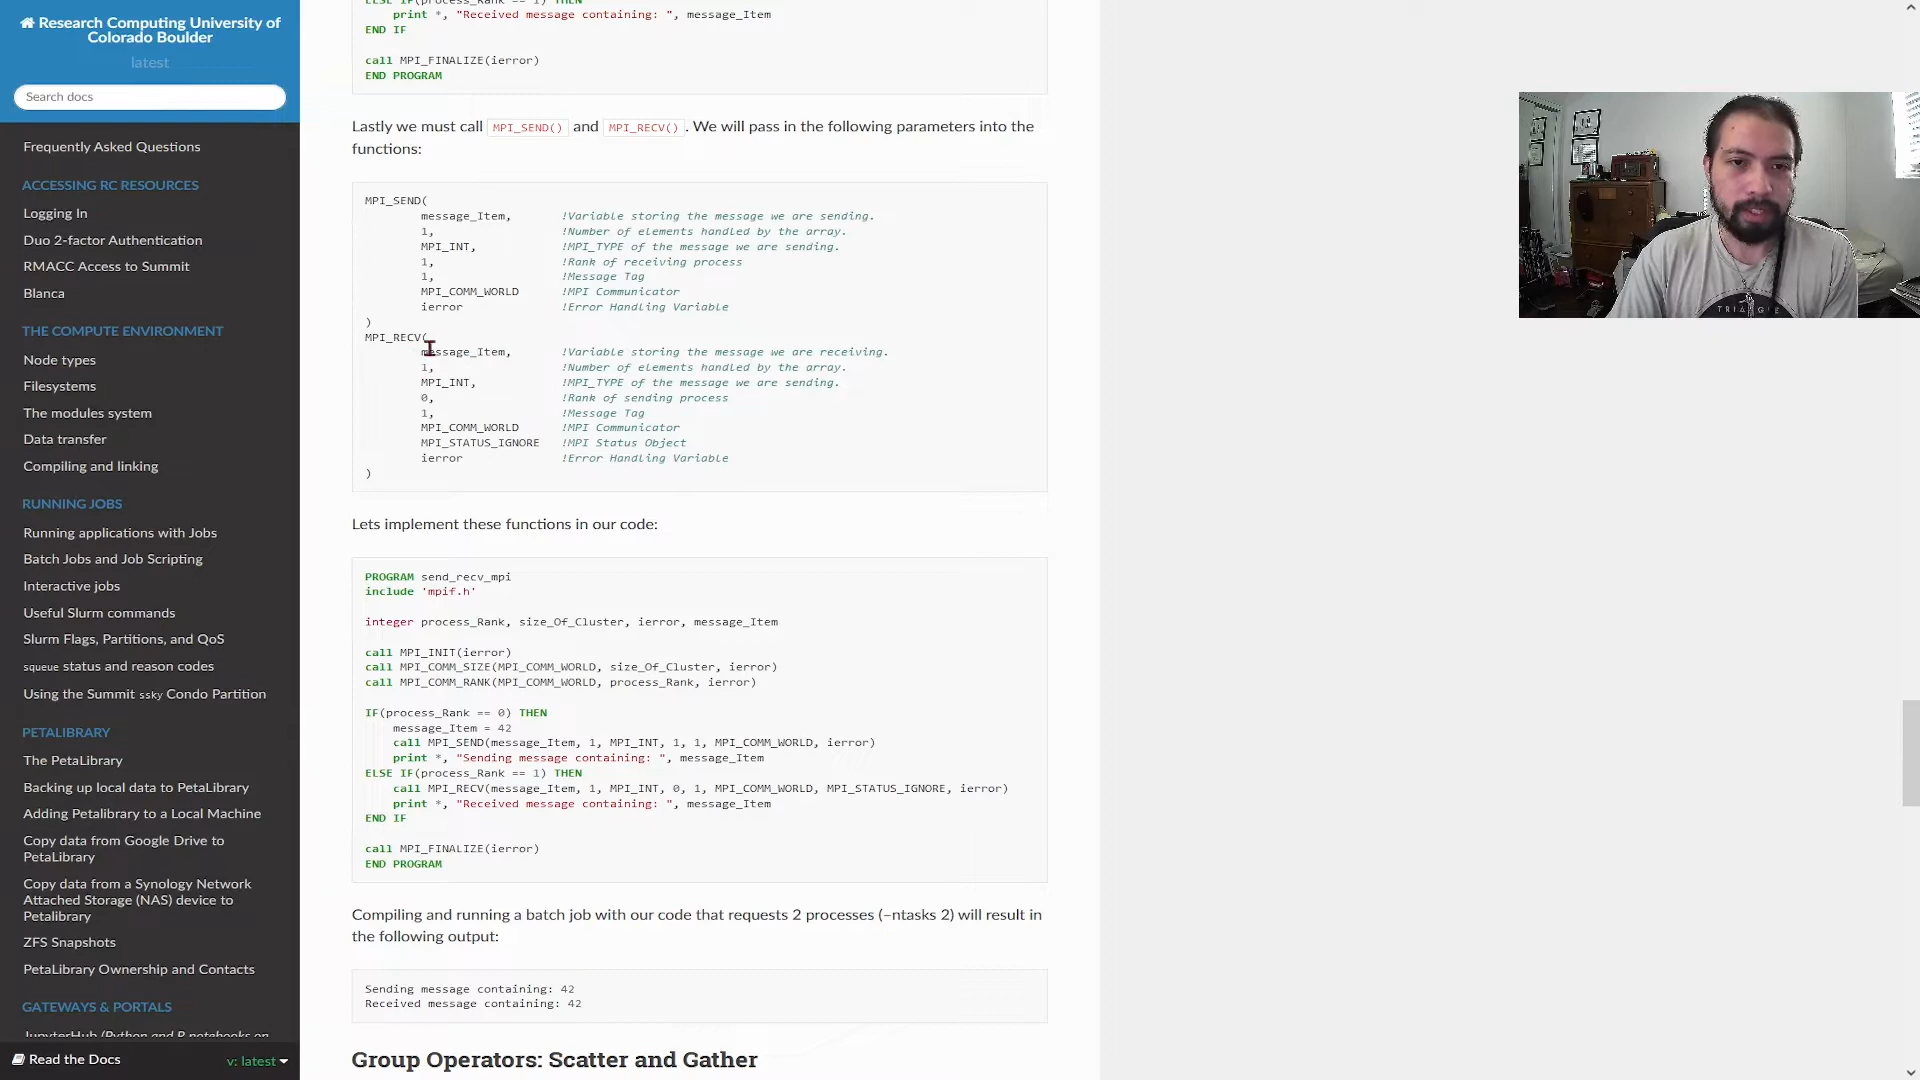 Research Computing University of
Colorado Boulder
latest
Search docs
Frequently Asked Questions
ACCESSING RC RESOURCES
Logging In
Duo 2-factor Authentication
RMACC Access to Summit
Blanca
THE COMPUTE ENVIRONMENT
Node types
Filesystems
The modules system
Data transfer
Compiling and linking
RUNNING JOBS
Running applications with Jobs
Batch Jobs and Job Scripting
Interactive jobs
Useful Slurm commands
Slurm Flags, Partitions, and QoS
squeue status and reason codes
Using the Summit ssky Condo Partition
PETALIBRARY
The PetaLibrary
Backing up local data to PetaLibrary
Adding Petalibrary to a Local Machine
Copy data from Google Drive to
PetaLibrary
Copy data from a Synology Network
Attached Storage (NAS) device to
Petalibrary
ZFS Snapshots
PetaLibrary Ownership and Contacts
GATEWAYS & PORTALS
JupyterHub (Python and R notebooks on
Read the Docs
v: latest
ELSE IF(process_Rank == 1) THEN
print *, "Received message containing: ", message_Item
END IF
call MPI_FINALIZE(ierror)
END PROGRAM
Lastly we must call MPI_SEND() and MPI_RECV(). We will pass in the following parameters into the
functions:
MPI_SEND(
message_Item, !Variable storing the message we are sending.
1, !Number of elements handled by the array.
MPI_INT, !MPI_TYPE of the message we are sending.
1, !Rank of receiving process
1, !Message Tag
MPI_COMM_WORLD !MPI Communicator
ierror !Error Handling Variable
)
MPI_RECV(
message_Item, !Variable storing the message we are receiving.
1, !Number of elements handled by the array.
MPI_INT, !MPI_TYPE of the message we are sending.
0, !Rank of sending process
1, !Message Tag
MPI_COMM_WORLD !MPI Communicator
MPI_STATUS_IGNORE !MPI Status Object
ierror !Error Handling Variable
)
Lets implement these functions in our code:
PROGRAM send_recv_mpi
include 'mpif.h'
integer process_Rank, size_Of_Cluster, ierror, message_Item
call MPI_INIT(ierror)
call MPI_COMM_SIZE(MPI_COMM_WORLD, size_Of_Cluster, ierror)
call MPI_COMM_RANK(MPI_COMM_WORLD, process_Rank, ierror)
IF(process_Rank == 0) THEN
message_Item = 42
call MPI_SEND(message_Item, 1, MPI_INT, 1, 1, MPI_COMM_WORLD, ierror)
print *, "Sending message containing: ", message_Item
ELSE IF(process_Rank == 1) THEN
call MPI_RECV(message_Item, 1, MPI_INT, 0, 1, MPI_COMM_WORLD, MPI_STATUS_IGNORE, ierror)
print *, "Received message containing: ", message_Item
END IF
call MPI_FINALIZE(ierror)
END PROGRAM
Compiling and running a batch job with our code that requests 2 processes (–ntasks 2) will result in
the following output:
Sending message containing: 42
Received message containing: 42
Group Operators: Scatter and Gather
TRIANGLE